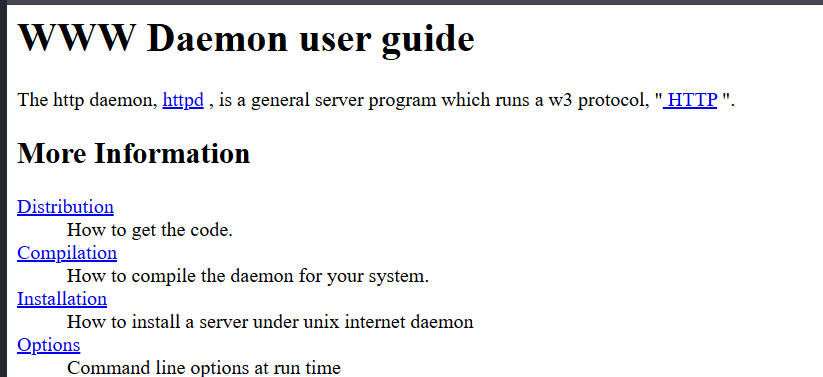 WWW Daemon user guide
The http daemon, httpd , is a general server program which runs a w3 protocol, " HTTP ".
More Information
Distribution
How to get the code.
Compilation
How to compile the daemon for your system.
Installation
How to install a server under unix internet daemon
Options
Command line options at run time